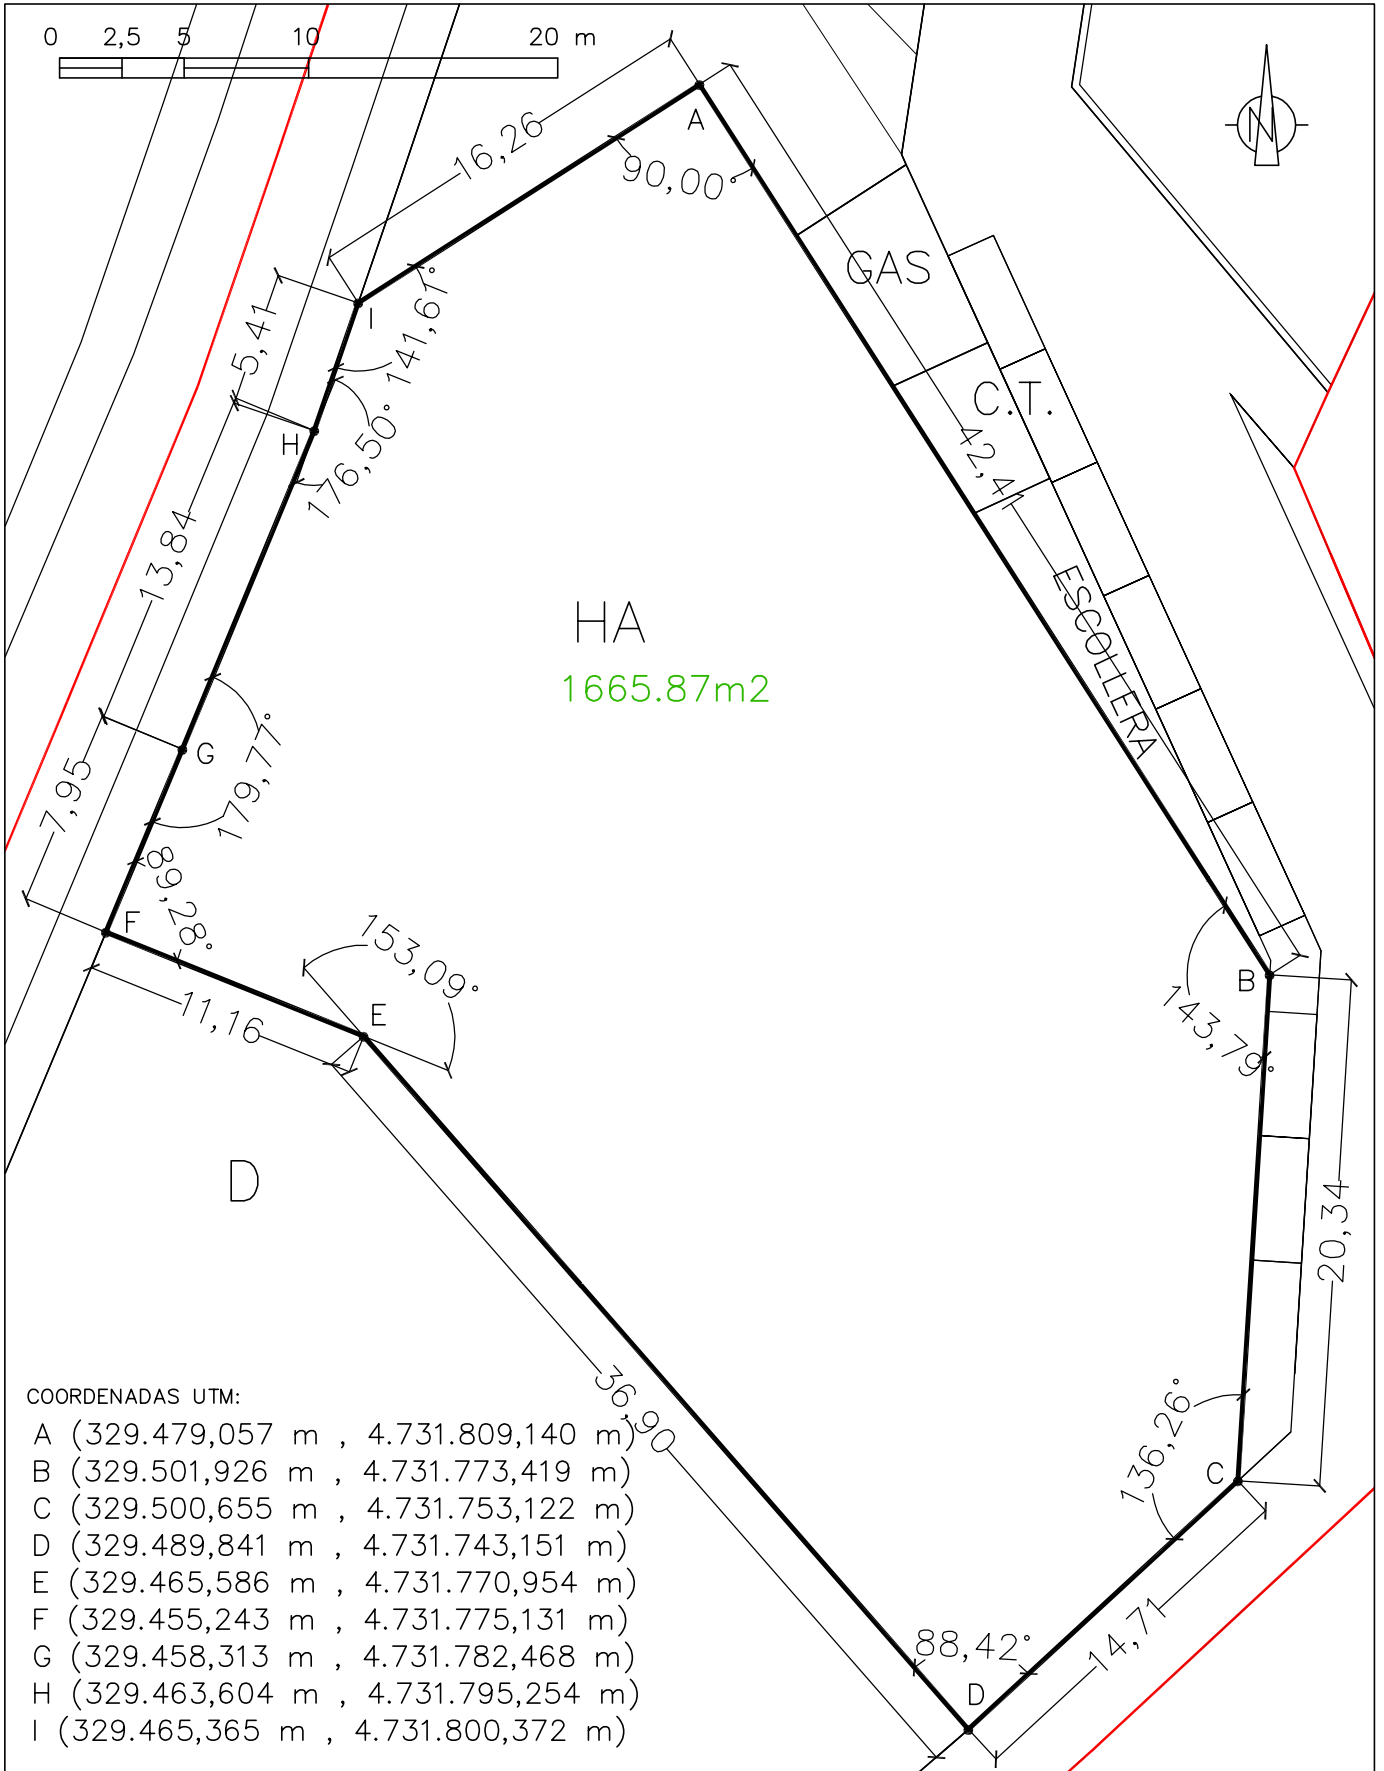 0 2,5 5 10 20 m
N
A
16,26
90,00°
GAS
I
141,61°
5,41
C.T.
H
176,50°
42,41
13,84
ESCOLLERA
HA
1665.87m2
G
179,77°
7,95
89,28°
F
153,09°
B
11,16
E
143,79°
D
20,34
36,90
136,26°
C
14,71
88,42°
D
COORDENADAS UTM:
A (329.479,057 m , 4.731.809,140 m)
B (329.501,926 m , 4.731.773,419 m)
C (329.500,655 m , 4.731.753,122 m)
D (329.489,841 m , 4.731.743,151 m)
E (329.465,586 m , 4.731.770,954 m)
F (329.455,243 m , 4.731.775,131 m)
G (329.458,313 m , 4.731.782,468 m)
H (329.463,604 m , 4.731.795,254 m)
I (329.465,365 m , 4.731.800,372 m)